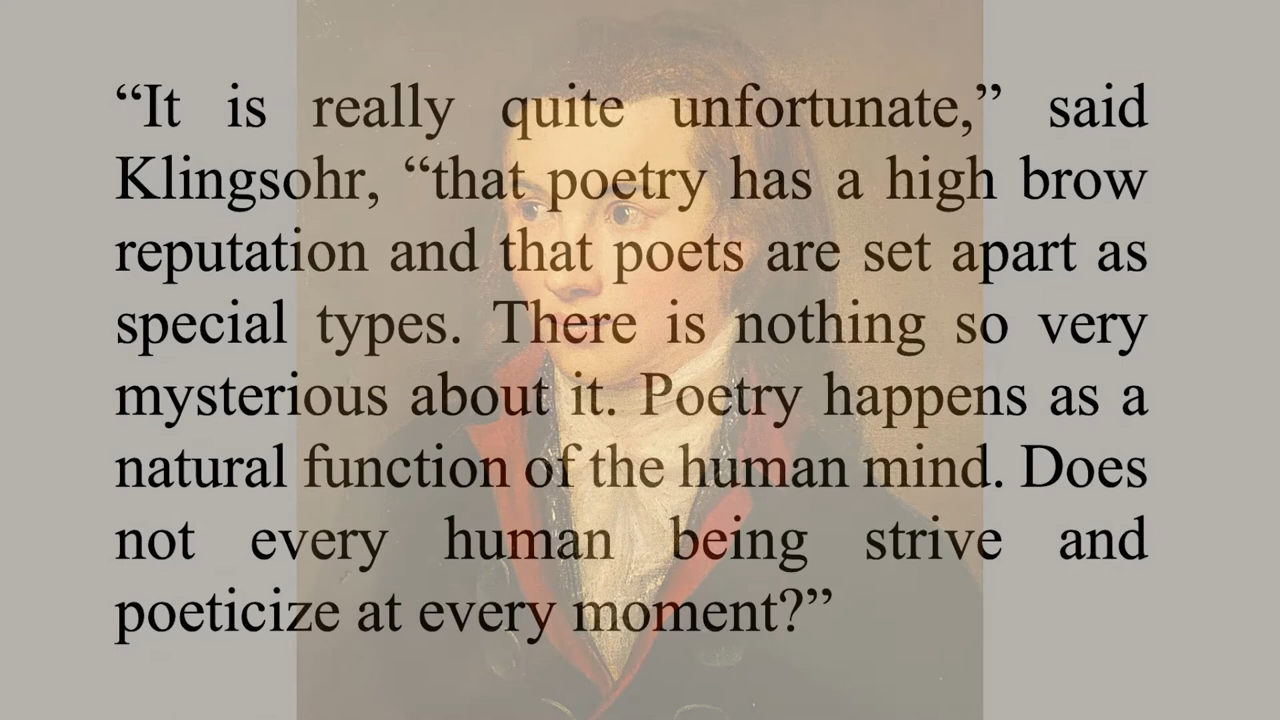 “It is really quite unfortunate,” said
Klingsohr, “that poetry has a high brow
reputation and that poets are set apart as
special types. There is nothing so very
mysterious about it. Poetry happens as a
natural function of the human mind. Does
not every human being strive and
poeticize at every moment?”